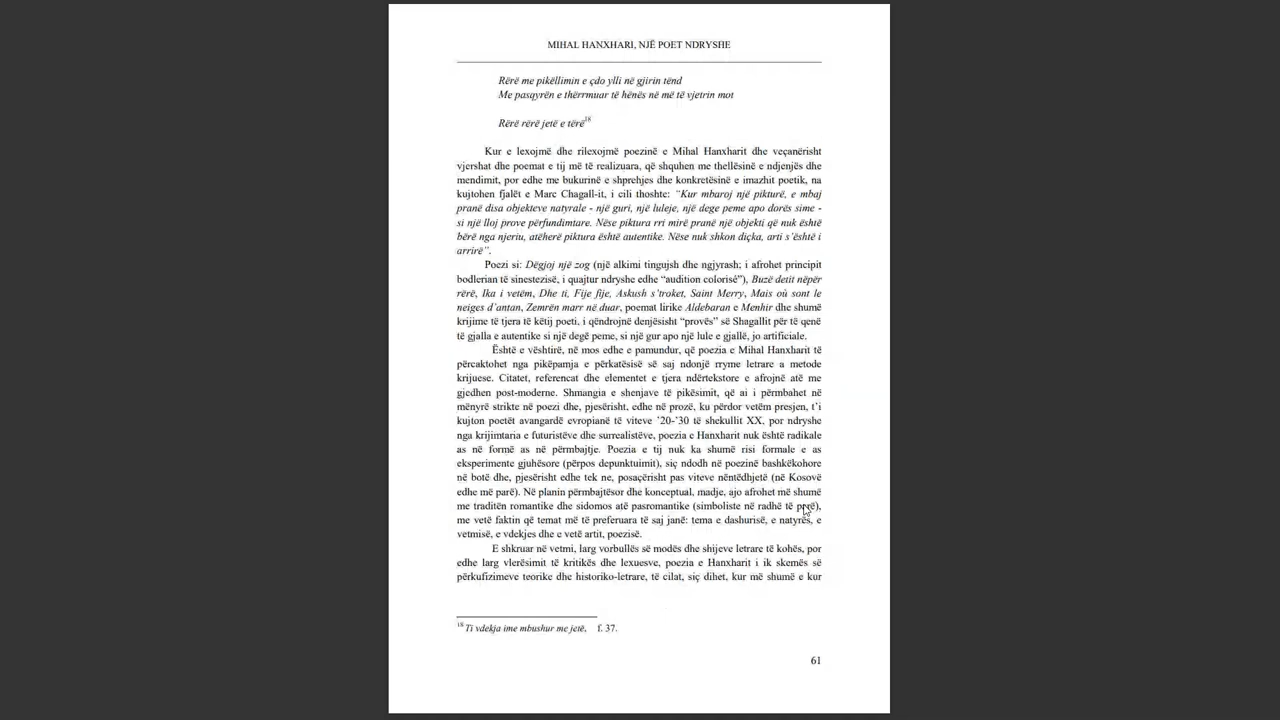 MIHAL HANXHARI, NJË POET NDRYSHE
Rërë me pikëllimin e çdo ylli në gjirin tënd
Me pasqyrën e thërrmuar të hënës në më të vjetrin mot
Rërë rërë jetë e tërë18
Kur e lexojmë dhe rilexojmë poezinë e Mihal Hanxharit dhe veçanërisht
vjershat dhe poemat e tij më të realizuara, që shquhen me thellësinë e ndjenjës dhe
mendimit, por edhe me bukurinë e shprehjes dhe konkretësinë e imazhit poetik, na
kujtohen fjalët e Marc Chagall-it, i cili thoshte: “Kur mbaroj një pikturë, e mbaj
pranë disa objekteve natyrale - një guri, një luleje, një dege peme apo dorës sime -
si një lloj prove përfundimtare. Nëse piktura rri mirë pranë një objekti që nuk është
bërë nga njeriu, atëherë piktura është autentike. Nëse nuk shkon diçka, arti s’është i
arrirë”.
Poezi si: Dëgjoj një zog (një alkimi tingujsh dhe ngjyrash; i afrohet principit
bodlerian të sinestezisë, i quajtur ndryshe edhe “audition colorisé”), Buzë detit nëpër
rërë, Ika i vetëm, Dhe ti, Fije fije, Askush s’troket, Saint Merry, Mais où sont le
neiges d’antan, Zemrën marr në duar, poemat lirike Aldebaran e Menhir dhe shumë
krijime të tjera të këtij poeti, i qëndrojnë denjësisht “provës” së Shagallit për të qenë
të gjalla e autentike si një degë peme, si një gur apo një lule e gjallë, jo artificiale.
Është e vështirë, në mos edhe e pamundur, që poezia e Mihal Hanxharit të
përcaktohet nga pikëpamja e përkatësisë së saj ndonjë rryme letrare a metode
krijuese. Citatet, referencat dhe elementet e tjera ndërtekstore e afrojnë atë me
gjedhen post-moderne. Shmangia e shenjave të pikësimit, që ai i përmbahet në
mënyrë strikte në poezi dhe, pjesërisht, edhe në prozë, ku përdor vetëm presjen, t’i
kujton poetët avangardë evropianë të viteve ’20-’30 të shekullit XX, por ndryshe
nga krijimtaria e futuristëve dhe surrealistëve, poezia e Hanxharit nuk është radikale
as në formë as në përmbajtje. Poezia e tij nuk ka shumë risi formale e as
eksperimente gjuhësore (përpos depunktuimit), siç ndodh në poezinë bashkëkohore
në botë dhe, pjesërisht edhe tek ne, posaçërisht pas viteve nëntëdhjetë (në Kosovë
edhe më parë). Në planin përmbajtësor dhe konceptual, madje, ajo afrohet më shumë
me traditën romantike dhe sidomos atë pasromantike (simboliste në radhë të parë),
me vetë faktin që temat më të preferuara të saj janë: tema e dashurisë, e natyrës, e
vetmisë, e vdekjes dhe e vetë artit, poezisë.
E shkruar në vetmi, larg vorbullës së modës dhe shijeve letrare të kohës, por
edhe larg vlerësimit të kritikës dhe lexuesve, poezia e Hanxharit i ik skemës së
përkufizimeve teorike dhe historiko-letrare, të cilat, siç dihet, kur më shumë e kur
18 Ti vdekja ime mbushur me jetë, f. 37.
61